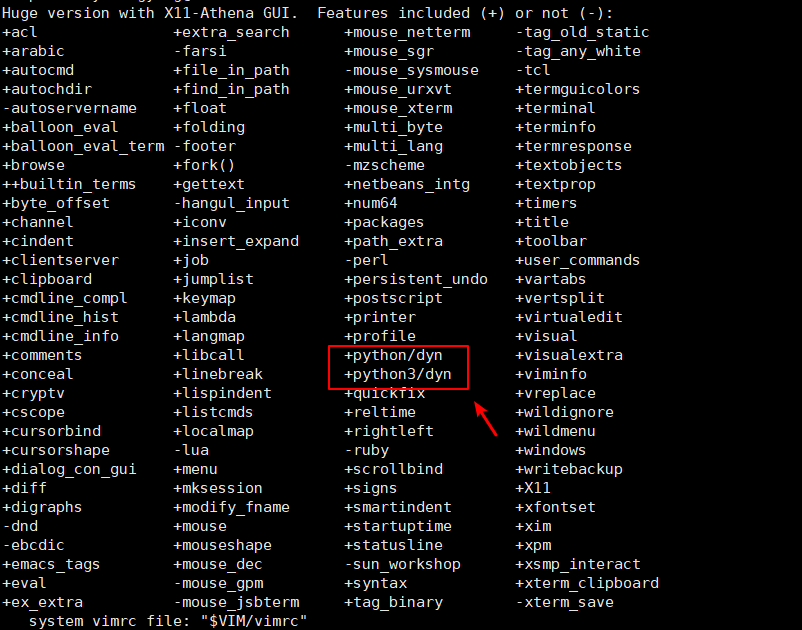 Huge version with X11-Athena GUI.  Features included (+) or not (-):
+acl               +extra_search      +mouse_netterm     -tag_old_static
+arabic            -farsi             +mouse_sgr         -tag_any_white
+autocmd           +file_in_path      -mouse_sysmouse    -tcl
+autochdir         +find_in_path      +mouse_urxvt       +termguicolors
-autoservername    +float             +mouse_xterm       +terminal
+balloon_eval      +folding           +multi_byte        +terminfo
+balloon_eval_term -footer            +multi_lang        +termresponse
+browse            +fork()            -mzscheme          +textobjects
++builtin_terms    +gettext           +netbeans_intg     +textprop
+byte_offset       -hangul_input      +num64             +timers
+channel           +iconv             +packages          +title
+cindent           +insert_expand     +path_extra        +toolbar
+clientserver      +job               -perl              +user_commands
+clipboard         +jumplist          +persistent_undo   +vartabs
+cmdline_compl     +keymap            +postscript        +vertsplit
+cmdline_hist      +lambda            +printer           +virtualedit
+cmdline_info      +langmap           +profile           +visual
+comments          +libcall           +python/dyn        +visualextra
+conceal           +linebreak         +python3/dyn       +viminfo
+cryptv            +lispindent        +quickfix          +vreplace
+cscope            +listcmds          +reltime           +wildignore
+cursorbind        +localmap          +rightleft         +wildmenu
+cursorshape       -lua               -ruby              +windows
+dialog_con_gui    +menu              +scrollbind        +writebackup
+diff              +mksession         +signs             +X11
+digraphs          +modify_fname      +smartindent       +xfontset
-dnd               +mouse             +startuptime       +xim
-ebcdic            +mouseshape        +statusline        +xpm
+emacs_tags        +mouse_dec         -sun_workshop      +xsmp_interact
+eval              -mouse_gpm         +syntax            +xterm_clipboard
+ex_extra          -mouse_jsbterm     +tag_binary        -xterm_save
   system vimrc file: "$VIM/vimrc"